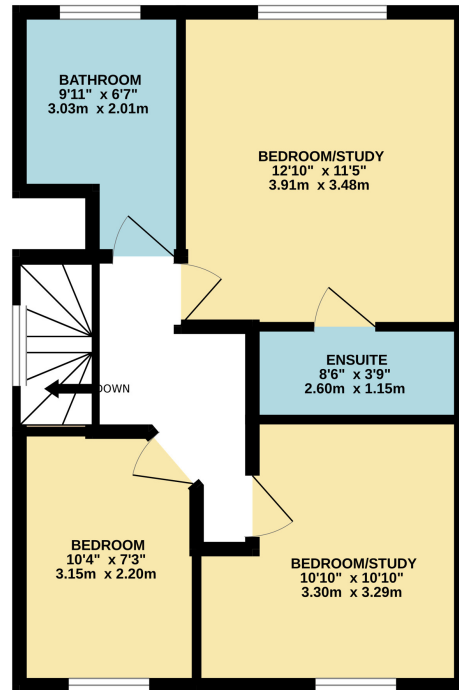 BATHROOM
9'11" x 6'7"
3.03m x 2.01m
BEDROOM/STUDY
12'10" x 11'5"
3.91m x 3.48m
ENSUITE
8'6" x 3'9"
2.60m x 1.15m
DOWN
BEDROOM
10'4" x 7'3"
3.15m x 2.20m
BEDROOM/STUDY
10'10" x 10'10"
3.30m x 3.29m